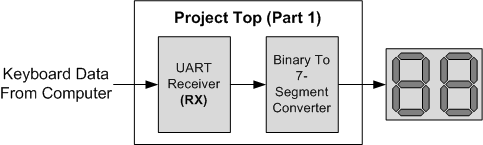 Project Top (Part 1)
Keyboard Data
From Computer
UART
Receiver
(RX)
Binary To
7-
Segment
Converter